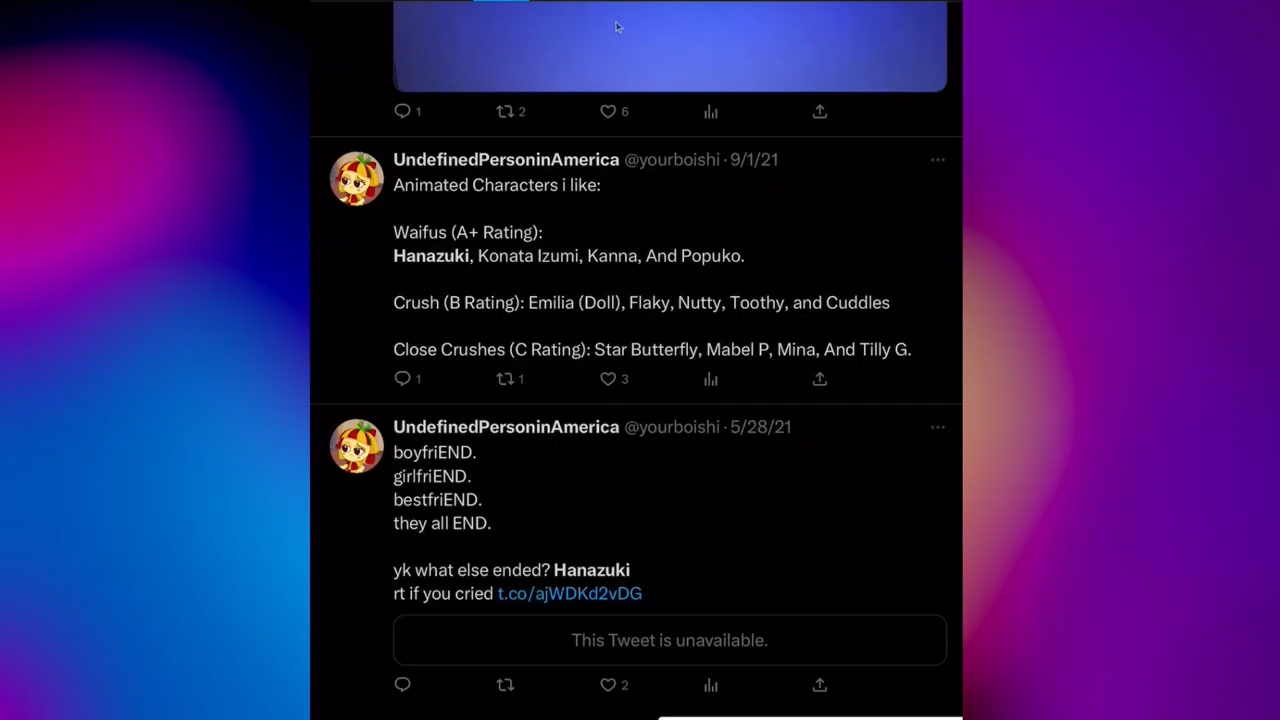 1 2 6
UndefinedPersoninAmerica @yourboishi · 9/1/21
Animated Characters i like:
Waifus (A+ Rating):
Hanazuki, Konata Izumi, Kanna, And Popuko.
Crush (B Rating): Emilia (Doll), Flaky, Nutty, Toothy, and Cuddles
Close Crushes (C Rating): Star Butterfly, Mabel P, Mina, And Tilly G.
1 1 3
UndefinedPersoninAmerica @yourboishi · 5/28/21
boyfriEND.
girlfriEND.
bestfriEND.
they all END.
yk what else ended? Hanazuki
rt if you cried t.co/ajWDKd2vDG
This Tweet is unavailable.
2